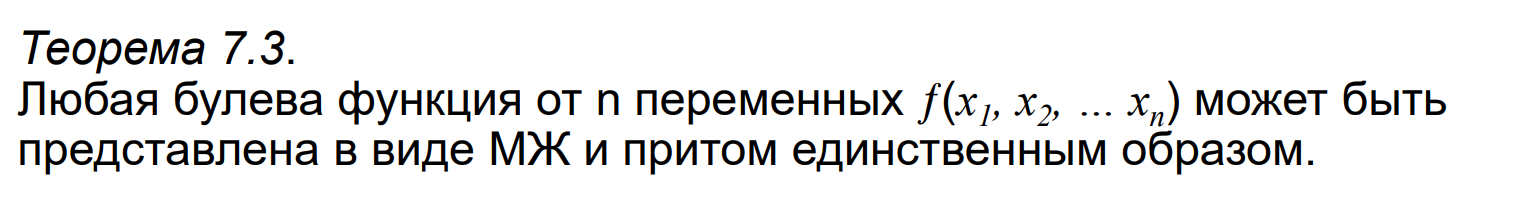 Теорема 7.3.
Любая булева функция от n переменных f(x₁, x₂, ... xₙ) может быть
представлена в виде МЖ и притом единственным образом.